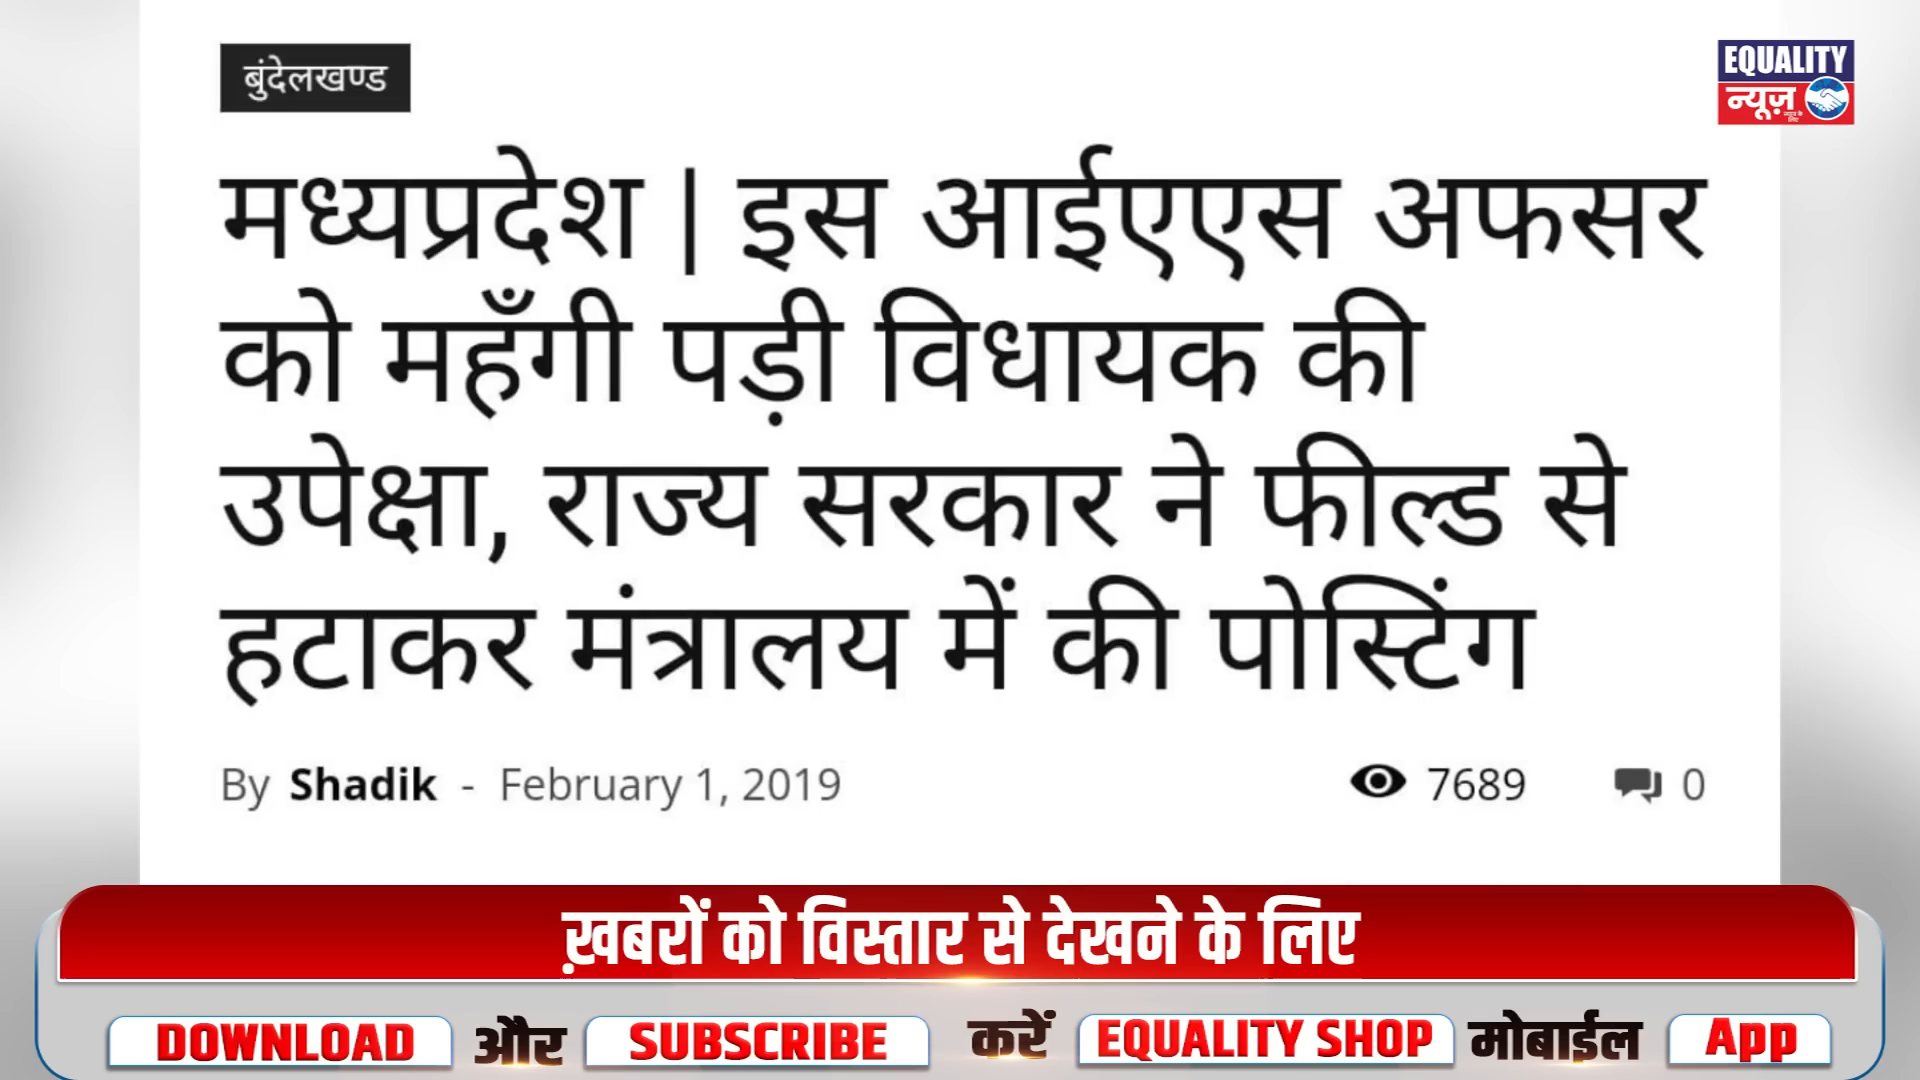 बुंदेलखण्ड
EQUALITY
न्यूज़
मध्यप्रदेश | इस आईएएस अफसर
को महँगी पड़ी विधायक की
उपेक्षा, राज्य सरकार ने फील्ड से
हटाकर मंत्रालय में की पोस्टिंग
By Shadik - February 1, 2019 7689 0
ख़बरों को विस्तार से देखने के लिए
DOWNLOAD और SUBSCRIBE करें EQUALITY SHOP मोबाईल App